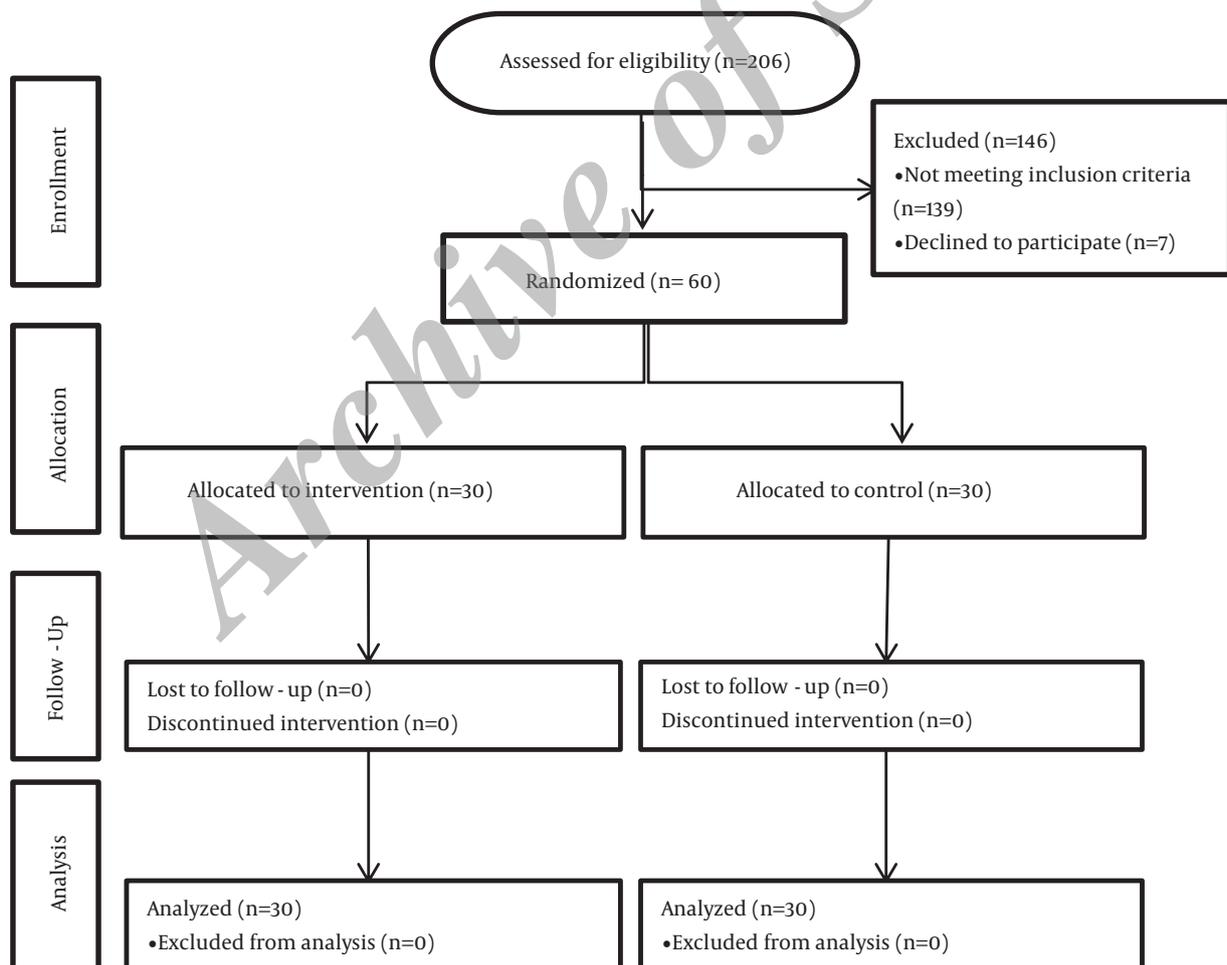 Assessed for eligibility (n=206)
Enrollment
Excluded (n=146)
•Not meeting inclusion criteria
(n=139)
•Declined to participate (n=7)
Randomized (n= 60)
Allocation
Allocated to intervention (n=30)
Allocated to control (n=30)
Follow - Up
Lost to follow - up (n=0)
Discontinued intervention (n=0)
Lost to follow - up (n=0)
Discontinued intervention (n=0)
Analysis
Analyzed (n=30)
•Excluded from analysis (n=0)
Analyzed (n=30)
•Excluded from analysis (n=0)
Archive of